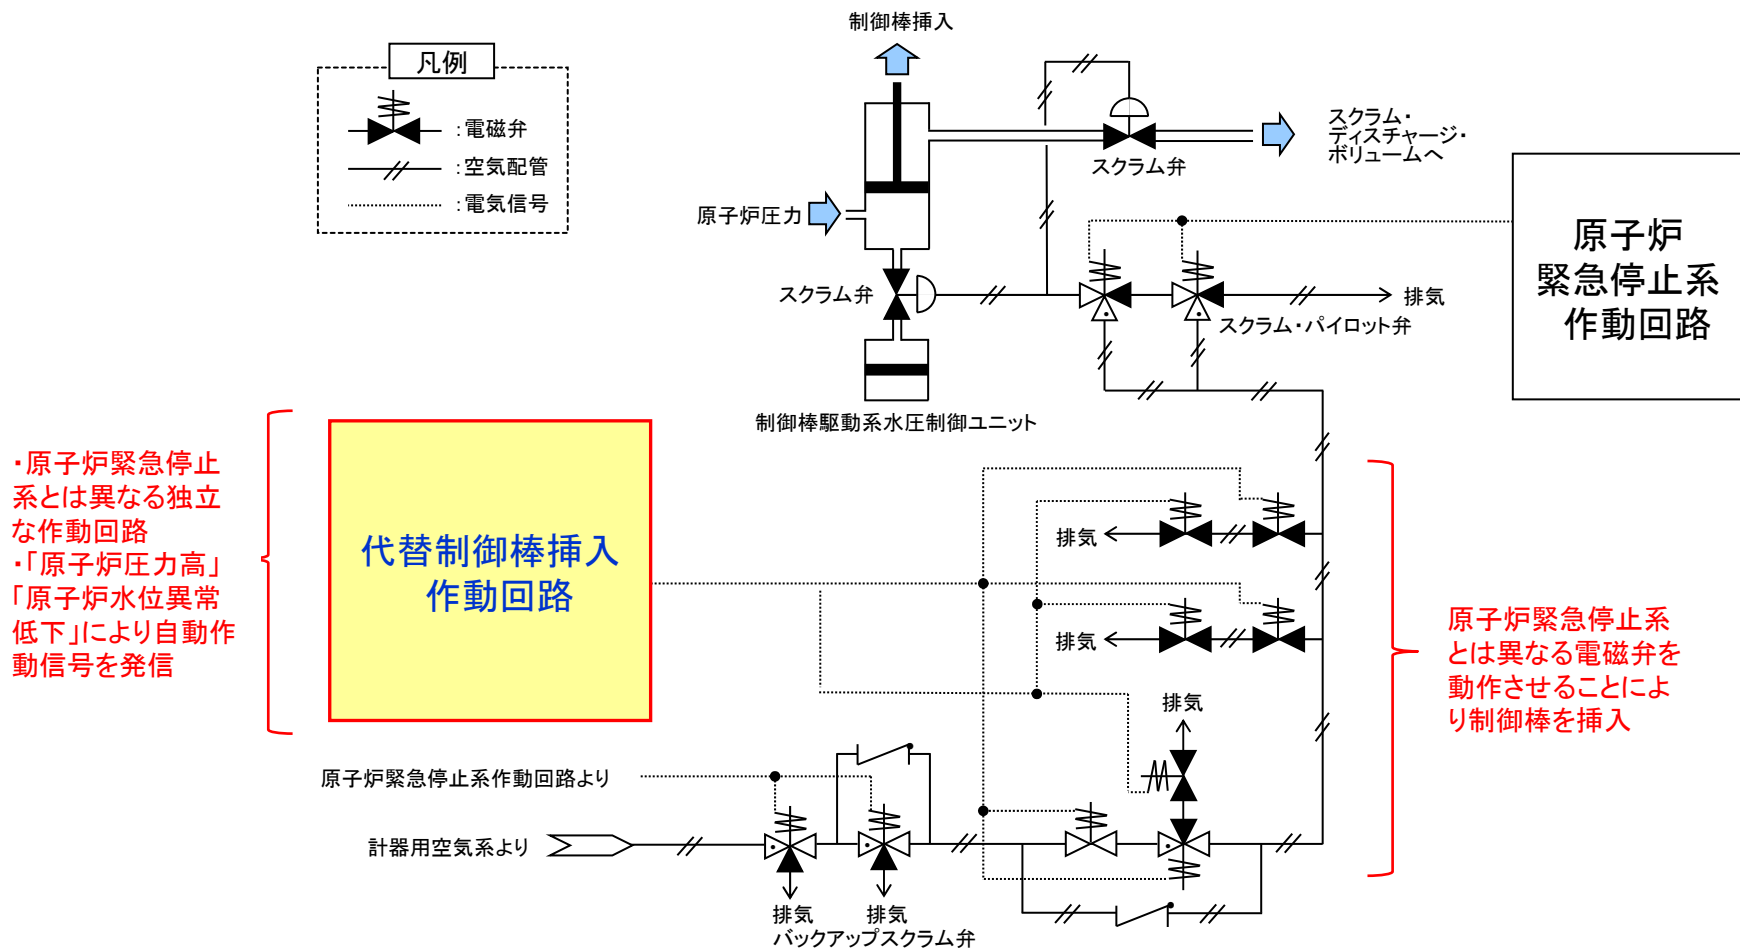 制御棒挿入
凡例
:電磁弁
:空気配管
:電気信号
スクラム・
ディスチャージ・
ボリュームへ
スクラム弁
原子炉圧力
原子炉
緊急停止系
作動回路
スクラム弁
排気
スクラム・パイロット弁
制御棒駆動系水圧制御ユニット
・原子炉緊急停止
系とは異なる独立
な作動回路
・「原子炉圧力高」
「原子炉水位異常
低下」により自動作
動信号を発信
代替制御棒挿入
作動回路
排気
排気
原子炉緊急停止系
とは異なる電磁弁を
動作させることによ
り制御棒を挿入
排気
原子炉緊急停止系作動回路より
計器用空気系より
排気
排気
バックアップスクラム弁